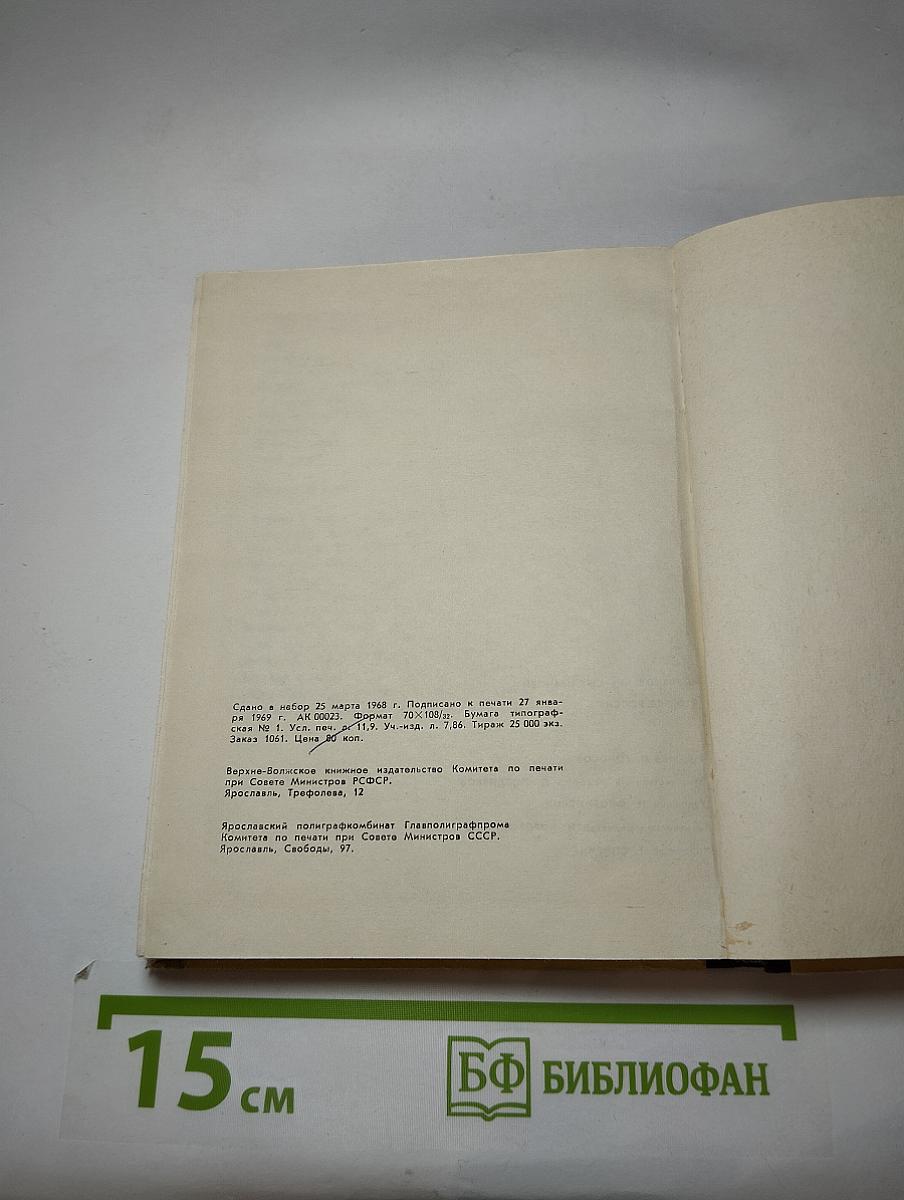 Сдано в набор 25 марта 1968 г. Подписано к печати 27 янва-
ря 1969 г. АК 00023. Формат 70×108/32. Бумага типограф-
ская № 1. Усл. печ. л. 11,9. Уч.-изд. л. 7,86. Тираж 25 000 экз.
Заказ 1061. Цена 80 коп.
Верхне-Волжское книжное издательство Комитета по печати
при Совете Министров РСФСР.
Ярославль, Трефолева, 12
Ярославский полиграфкомбинат Главполиграфпрома
Комитета по печати при Совете Министров СССР.
Ярославль, Свободы, 97.
15 см
БФ БИБЛИОФАН